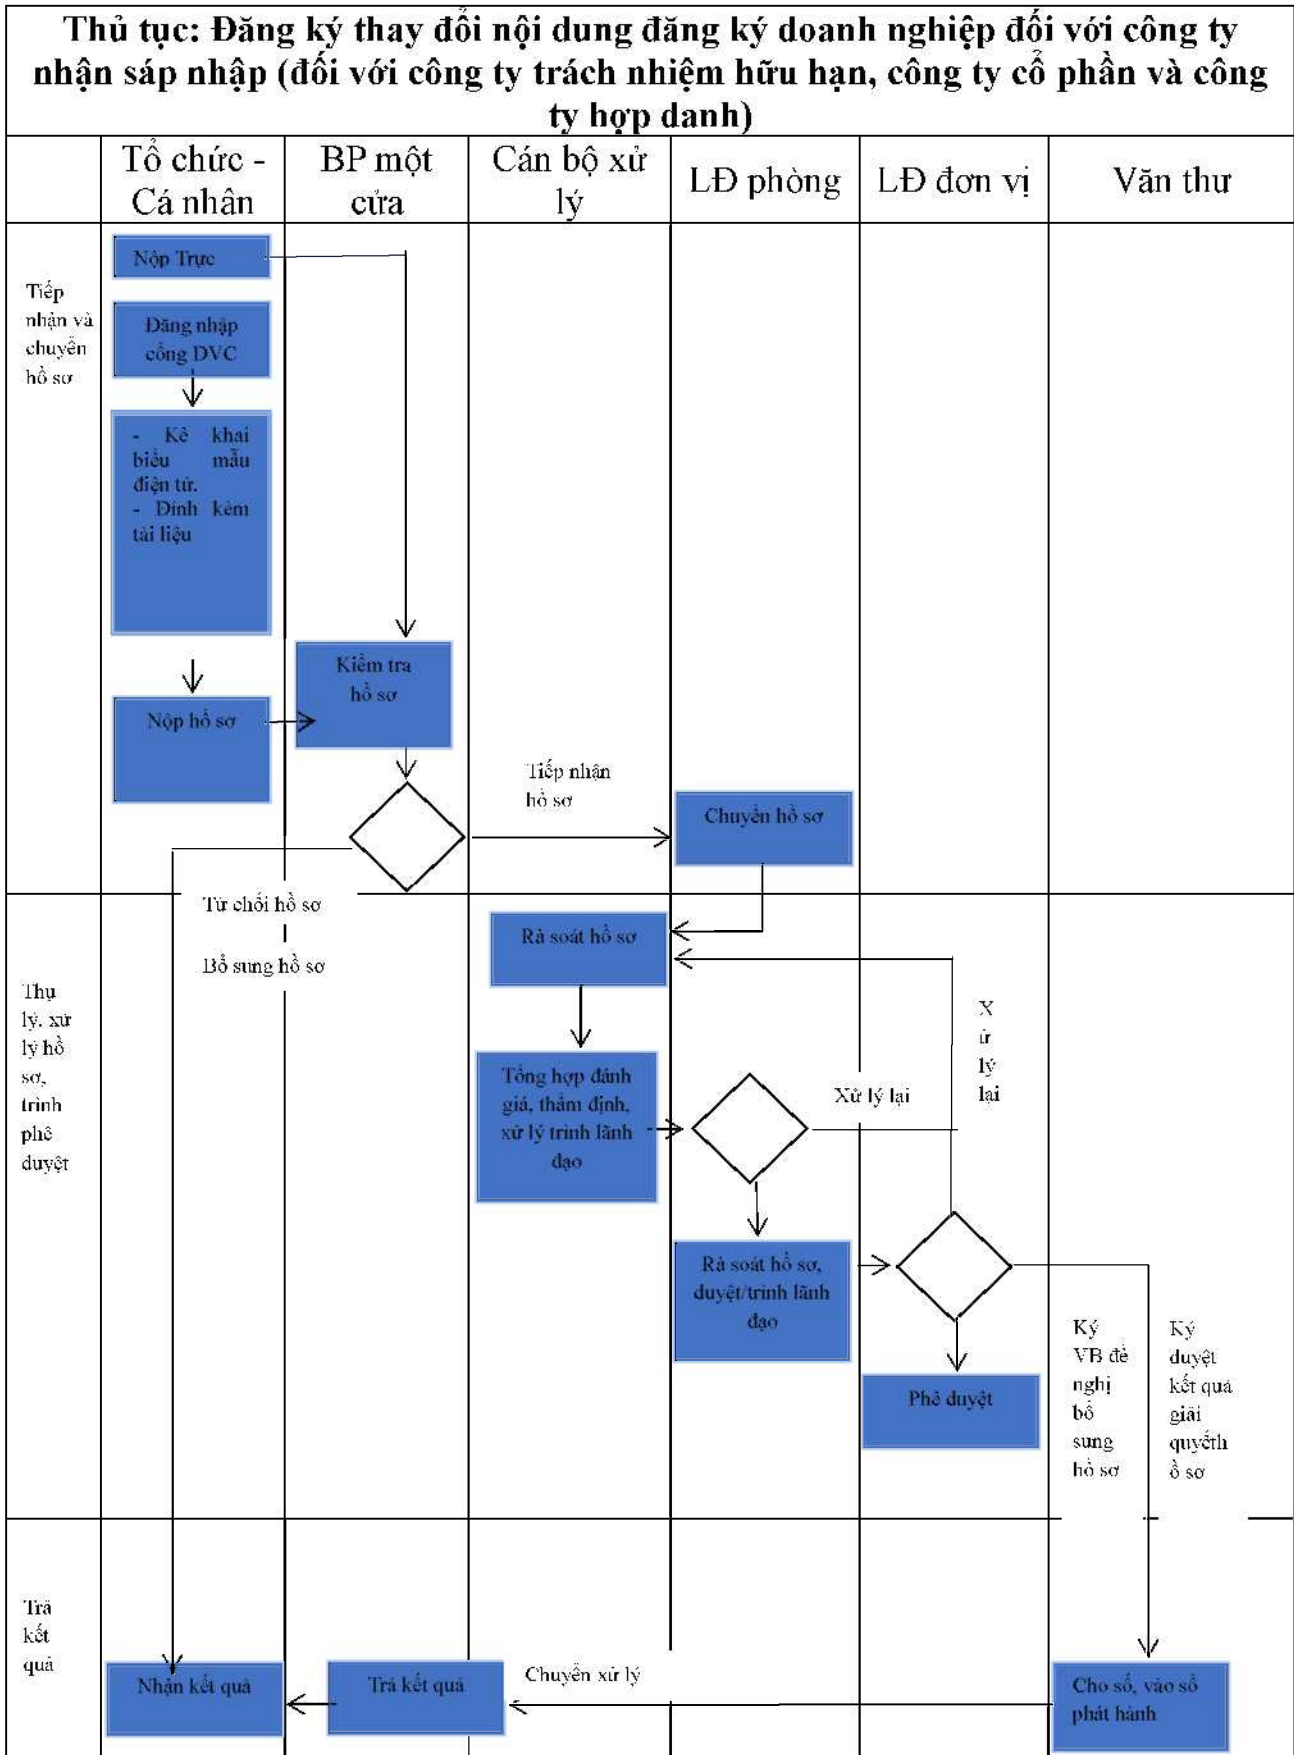 Thủ tục: Đăng ký thay đổi nội dung đăng ký doanh nghiệp đối với công ty
nhận sáp nhập (đối với công ty trách nhiệm hữu hạn, công ty cổ phần và công
ty hợp danh)
Tổ chức -
Cá nhân
BP một
cửa
Cán bộ xử
lý
LĐ phòng
LĐ đơn vị
Văn thư
Tiếp
nhận và
chuyển
hồ sơ
Nộp Trực
Đăng nhập
cổng DVC
- Kê khai
biểu mẫu
điện tử.
- Đính kèm
tài liệu
Nộp hồ sơ
Kiểm tra
hồ sơ
Tiếp nhận
hồ sơ
Chuyển hồ sơ
Từ chối hồ sơ
Bổ sung hồ sơ
Thụ
lý, xử
lý hồ
sơ,
trình
phê
duyệt
Rà soát hồ sơ
Tổng hợp đánh
giá, thẩm định,
xử lý trình lãnh
đạo
Xử lý lại
X
ử
lý
lại
Rà soát hồ sơ,
duyệt/trình lãnh
đạo
Phê duyệt
Ký
VB đề
nghị
bổ
sung
hồ sơ
Ký
duyệt
kết quả
giải
quyếth
ồ sơ
Trả
kết
quả
Nhận kết quả
Trả kết quả
Chuyển xử lý
Cho số, vào sổ
phát hành